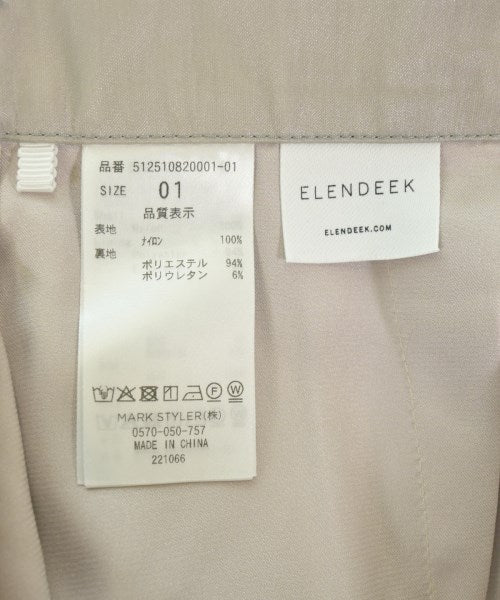 品番 512510820001-01
SIZE 01
品質表示
表地
ナイロン 100%
裏地
ポリエステル 94%
ポリウレタン 6%
MARK STYLER(株)
0570-050-757
MADE IN CHINA
221066
ELENDEEK
ELENDEEK.COM